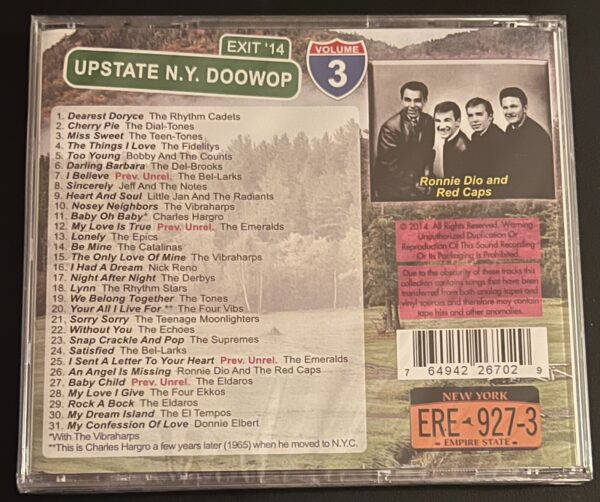 EXIT '14
UPSTATE N.Y. DOOWOP
VOLUME
3
1. Dearest Doryce The Rhythm Cadets
2. Cherry Pie The Dial-Tones
3. Miss Sweet The Teen-Tones
4. The Things I Love The Fidelitys
5. Too Young Bobby And The Counts
6. Darling Barbara The Del-Brooks
7. I Believe Prev. Unrel. The Bel-Larks
8. Sincerely Jeff And The Notes
9. Heart And Soul Little Jan And The Radiants
10. Nosey Neighbors The Vibraharps
11. Baby Oh Baby* Charles Hargro
12. My Love Is True Prev. Unrel. The Emeralds
13. Lonely The Epics
14. Be Mine The Catalinas
15. The Only Love Of Mine The Vibraharps
16. I Had A Dream Nick Reno
17. Night After Night The Derbys
18. Lynn The Rhythm Stars
19. We Belong Together The Tones
20. Your All I Live For ** The Four Vibs
21. Sorry Sorry The Teenage Moonlighters
22. Without You The Echoes
23. Snap Crackle And Pop The Supremes
24. Satisfied The Bel-Larks
25. I Sent A Letter To Your Heart Prev. Unrel. The Emeralds
26. An Angel Is Missing Ronnie Dio And The Red Caps
27. Baby Child Prev. Unrel. The Eldaros
28. My Love I Give The Four Ekkos
29. Rock A Bock The Eldaros
30. My Dream Island The El Tempos
31. My Confession Of Love Donnie Elbert
*With The Vibraharps
**This is Charles Hargro a few years later (1965) when he moved to N.Y.C.
Ronnie Dio and
Red Caps
© 2014. All Rights Reserved. Warning:
Unauthorized Duplication Or
Reproduction Of This Sound Recording
Or Its Packaging Is Prohibited.
Due to the obscurity of these tracks this
collection contains songs that have been
transferred from both analog tapes and
vinyl sources and therefore may contain
tape hits and other anomalies.
7 64942 26702 9
NEW YORK
ERE 927-3
EMPIRE STATE